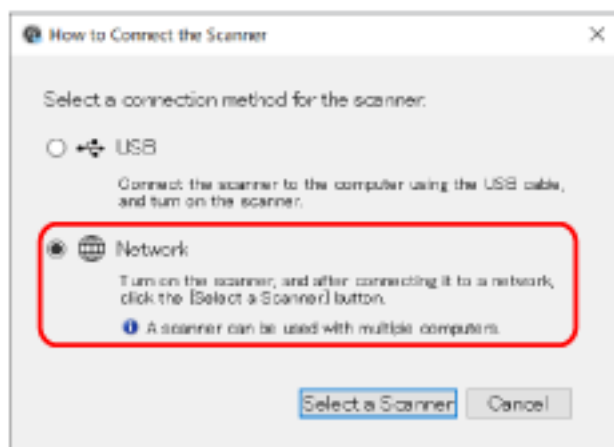 How to Connect the Scanner
Select a connection method for the scanner:
USB
Connect the scanner to the computer using the USB cable,
and turn on the scanner.
Network
Turn on the scanner, and after connecting it to a network,
click the [Select a Scanner] button.
A scanner can be used with multiple computers.
Select a Scanner Cancel